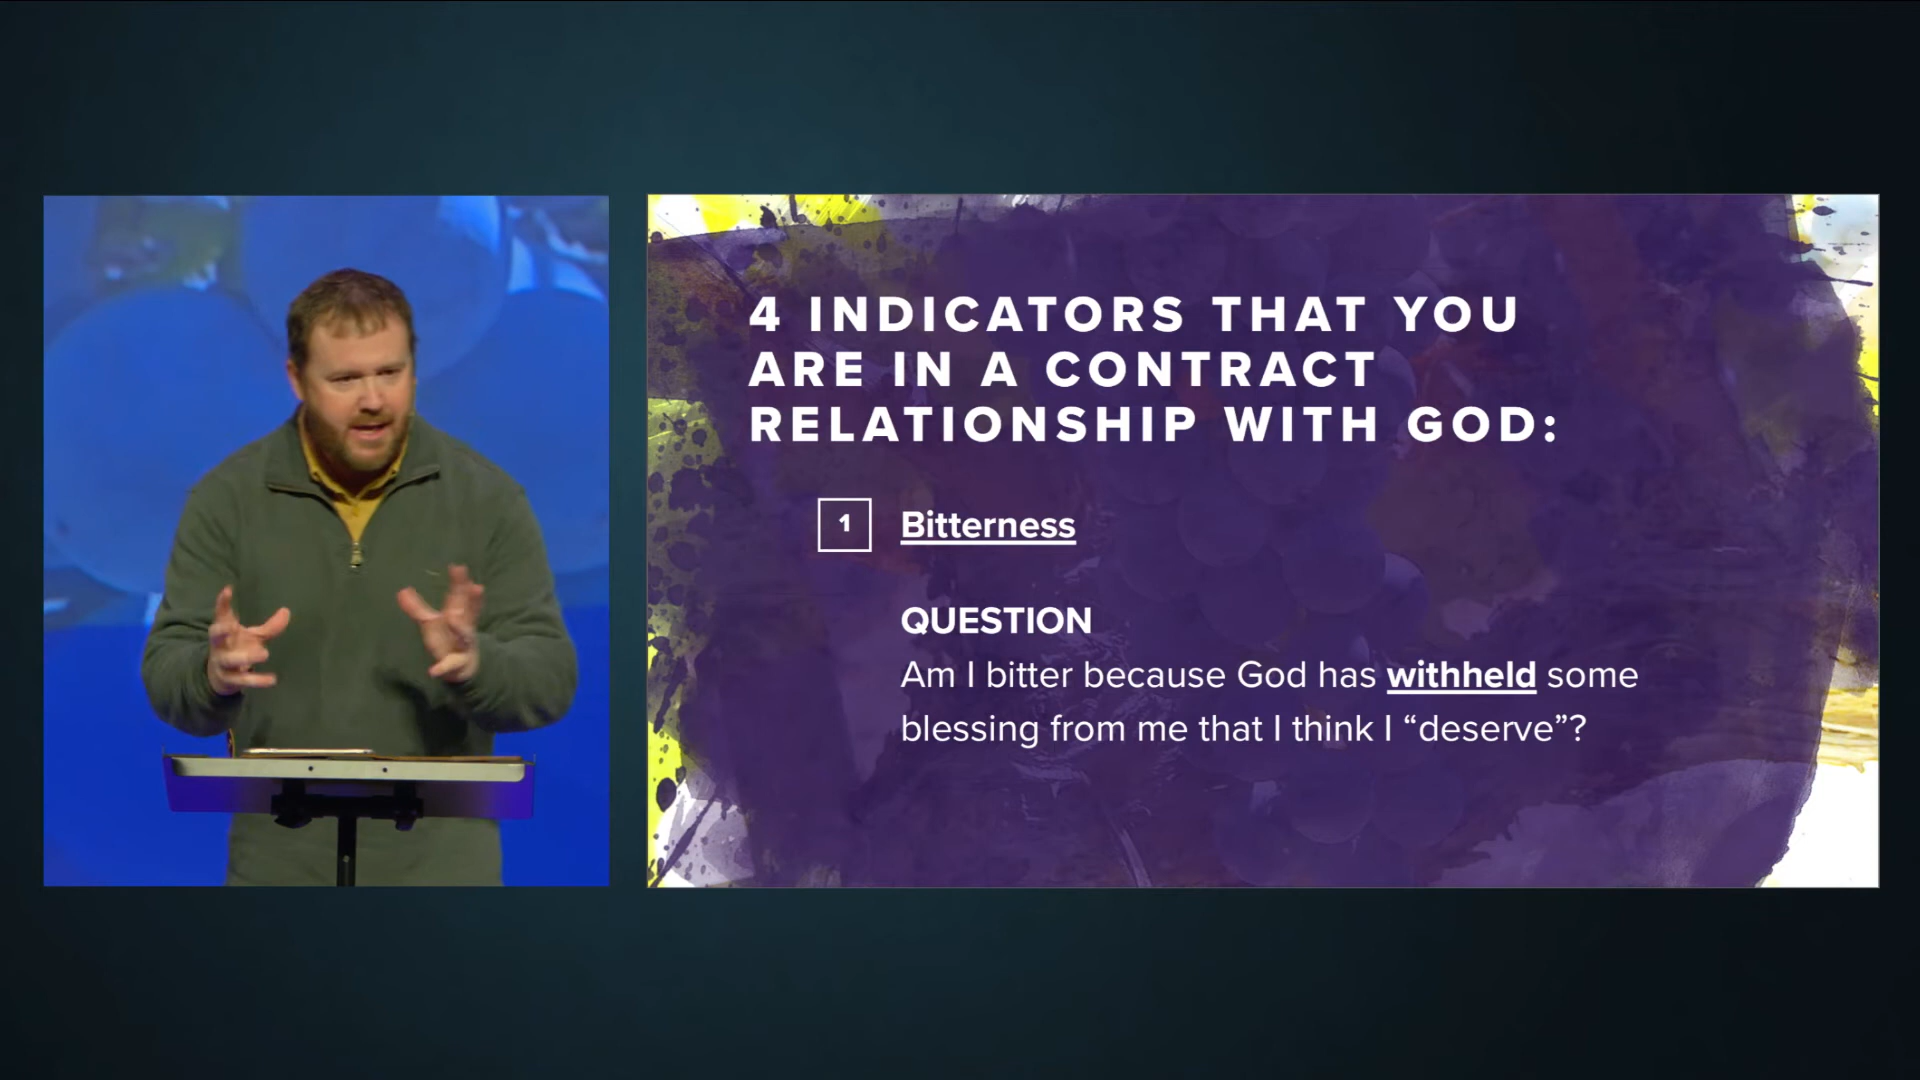 4 INDICATORS THAT YOU
ARE IN A CONTRACT
RELATIONSHIP WITH GOD:
1 Bitterness
QUESTION
Am I bitter because God has withheld some
blessing from me that I think I “deserve”?